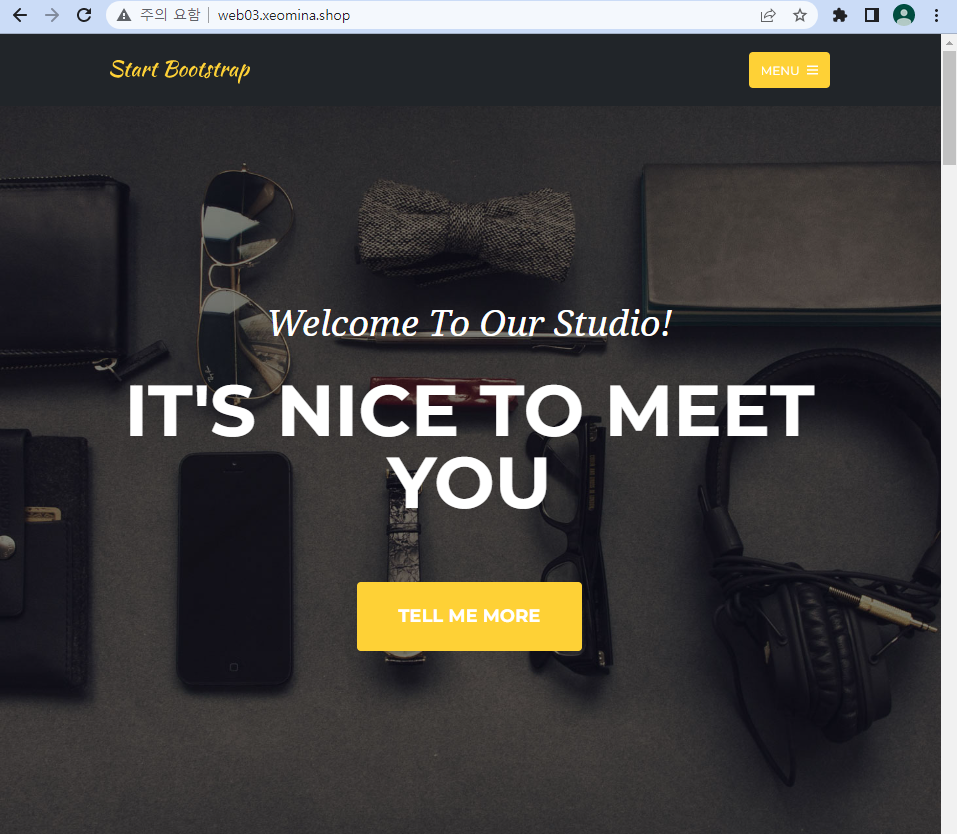 주의 요함 web03.xeomina.shop
Start Bootstrap
MENU
Welcome To Our Studio!
IT'S NICE TO MEET
YOU
TELL ME MORE